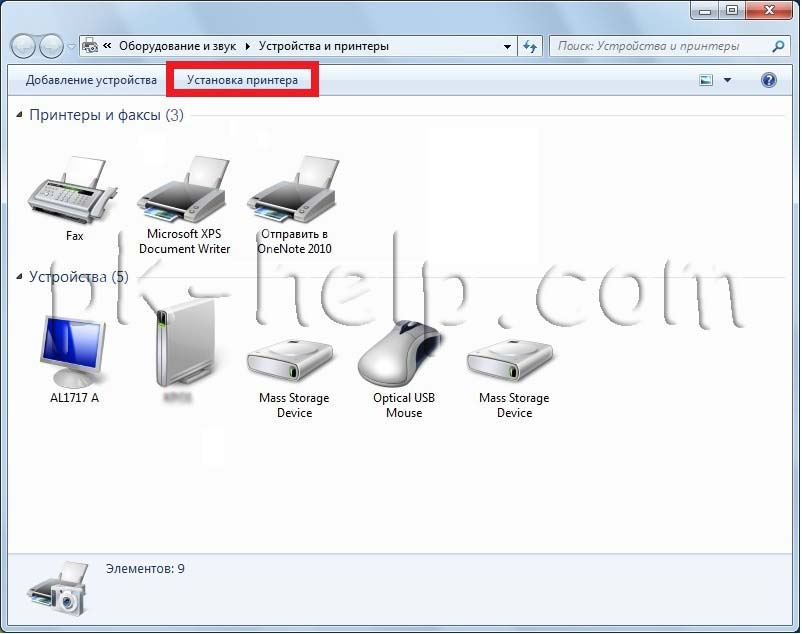 « Оборудование и звук ▸ Устройства и принтеры
Поиск: Устройства и принтеры
Добавление устройства
Установка принтера
Принтеры и факсы (3)
Fax
Microsoft XPS
Document Writer
Отправить в
OneNote 2010
Устройства (5)
pk-help.com
AL1717 A
Mass Storage
Device
Optical USB
Mouse
Mass Storage
Device
Элементов: 9